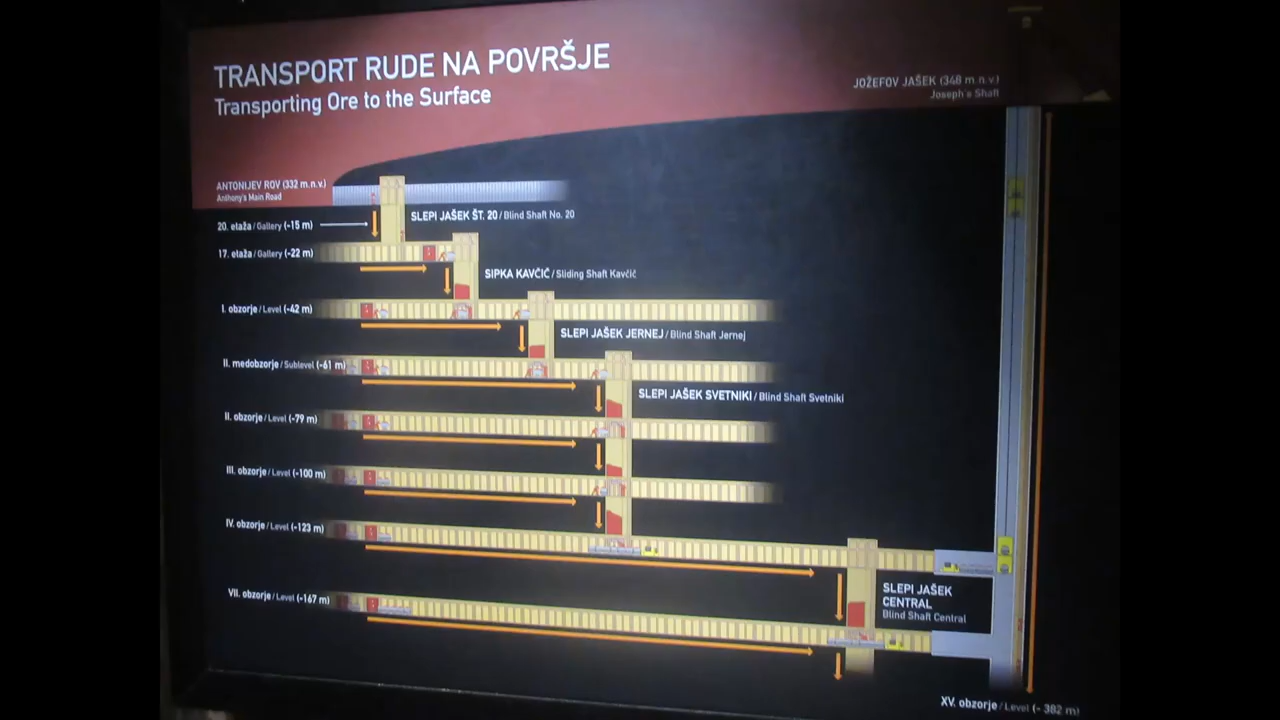 TRANSPORT RUDE NA POVRŠJE
Transporting Ore to the Surface
JOŽEFOV JAŠEK (348 m.n.v.)
Joseph's Shaft
ANTONIJEV ROV (332 m.n.v.)
Anthony's Main Road
SLEPI JAŠEK ŠT. 20 / Blind Shaft No. 20
20. etaža / Gallery (-15 m)
17. etaža / Gallery (-22 m)
SIPKA KAVČIČ / Sliding Shaft Kavčič
I. obzorje / Level (-42 m)
SLEPI JAŠEK JERNEJ / Blind Shaft Jernej
II. medobzorje / Sublevel (-61 m)
SLEPI JAŠEK SVETNIKI / Blind Shaft Svetniki
II. obzorje / Level (-79 m)
III. obzorje / Level (-100 m)
IV. obzorje / Level (-123 m)
SLEPI JAŠEK
CENTRAL
Blind Shaft Central
VII. obzorje / Level (-167 m)
XV. obzorje / Level (- 382 m)